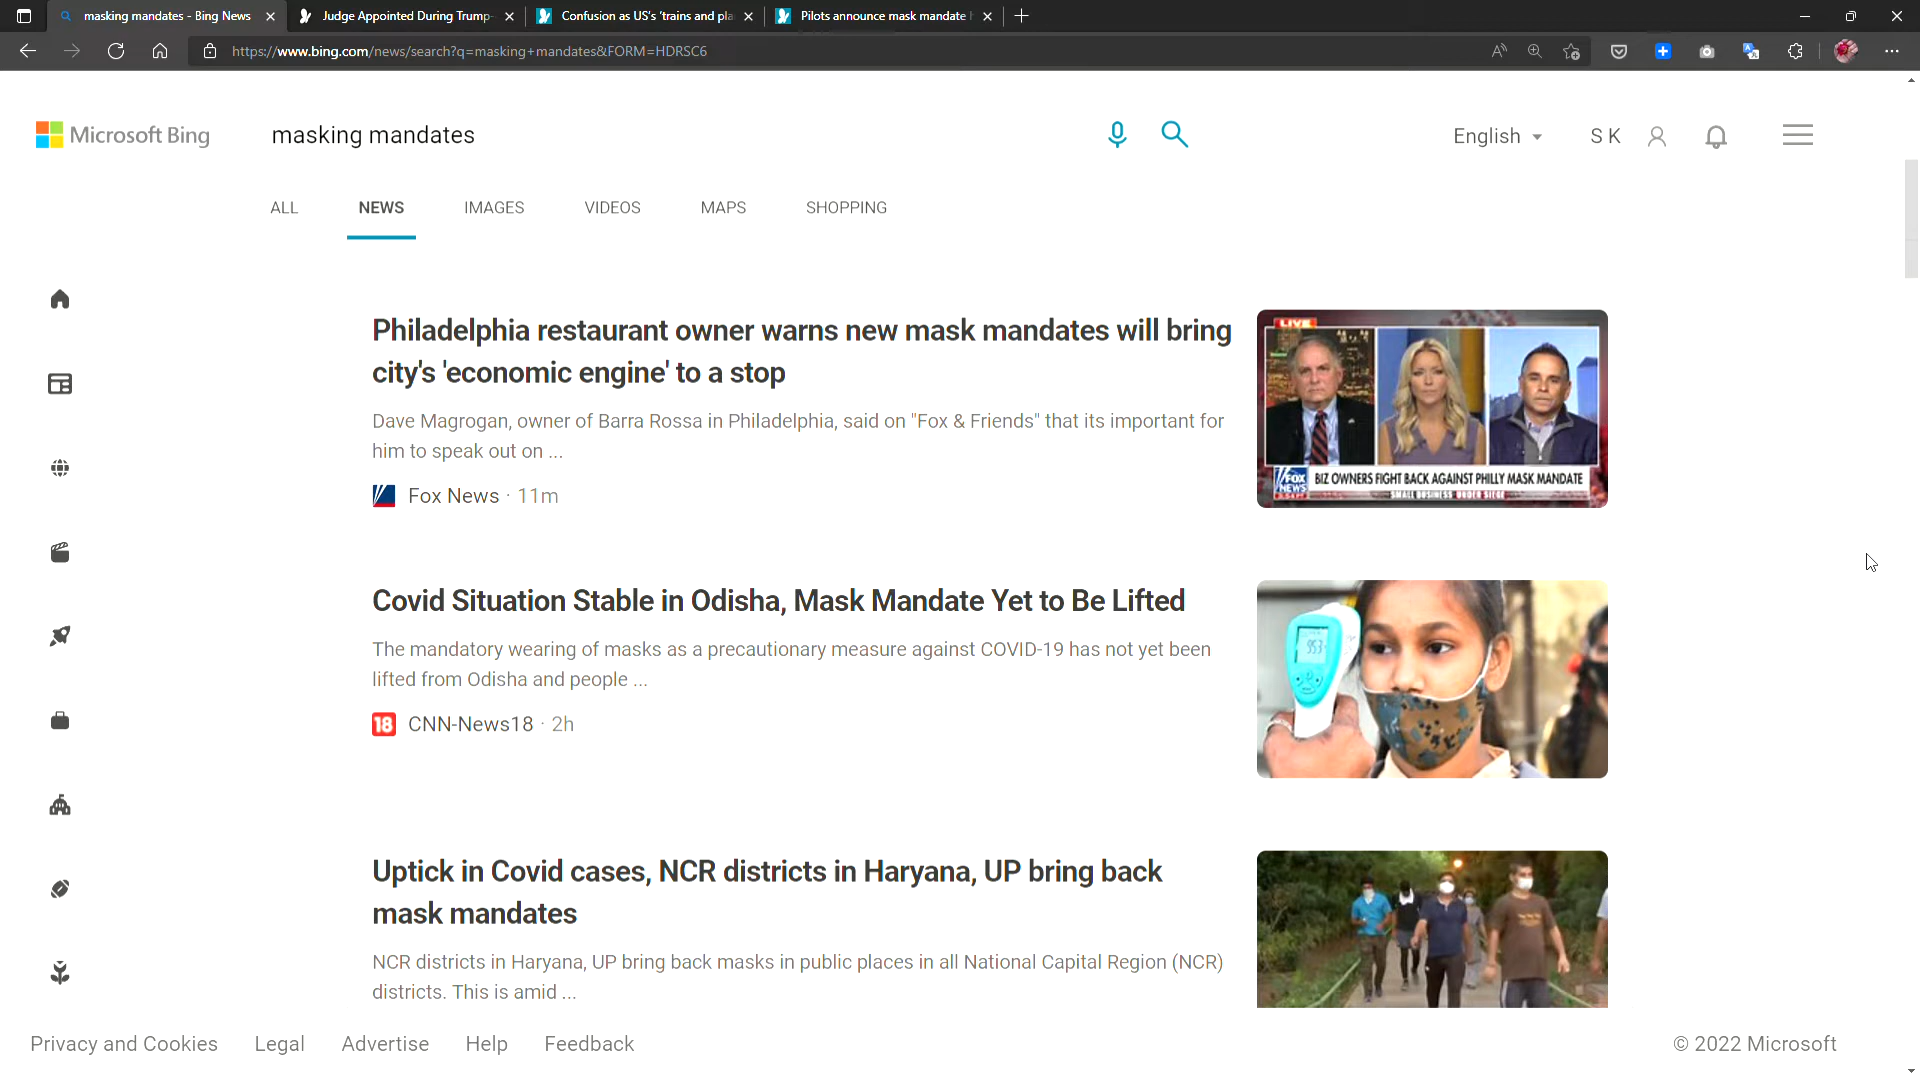 masking mandates - Bing News
Judge Appointed During Trump-
Confusion as US's 'trains and pla
Pilots announce mask mandate h
https://www.bing.com/news/search?q=masking+mandates&FORM=HDRSC6
Microsoft Bing
masking mandates
English
S K
ALL
NEWS
IMAGES
VIDEOS
MAPS
SHOPPING
Philadelphia restaurant owner warns new mask mandates will bring
city's 'economic engine' to a stop
Dave Magrogan, owner of Barra Rossa in Philadelphia, said on "Fox & Friends" that its important for
him to speak out on ...
Fox News · 11m
LIVE
FOX
NEWS
BIZ OWNERS FIGHT BACK AGAINST PHILLY MASK MANDATE
SMALL BUSINESS UNDER SIEGE
Covid Situation Stable in Odisha, Mask Mandate Yet to Be Lifted
The mandatory wearing of masks as a precautionary measure against COVID-19 has not yet been
lifted from Odisha and people ...
18 CNN-News18 · 2h
953
Uptick in Covid cases, NCR districts in Haryana, UP bring back
mask mandates
NCR districts in Haryana, UP bring back masks in public places in all National Capital Region (NCR)
districts. This is amid ...
Privacy and Cookies
Legal
Advertise
Help
Feedback
© 2022 Microsoft